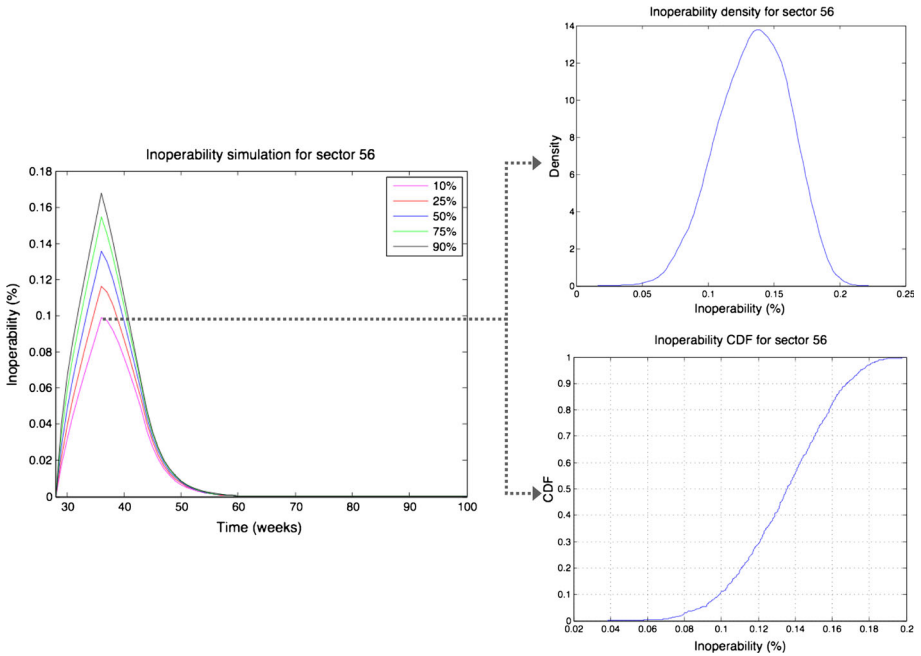 Inoperability simulation for sector 56
Inoperability (%)
0.18
0.16
0.14
0.12
0.1
0.08
0.06
0.04
0.02
0
30 40 50 60 70 80 90 100
Time (weeks)
10%
25%
50%
75%
90%
Inoperability density for sector 56
Density
14
12
10
8
6
4
2
0
0 0.05 0.1 0.15 0.2 0.25
Inoperability (%)
Inoperability CDF for sector 56
CDF
1
0.9
0.8
0.7
0.6
0.5
0.4
0.3
0.2
0.1
0
0.02 0.04 0.06 0.08 0.1 0.12 0.14 0.16 0.18 0.2
Inoperability (%)